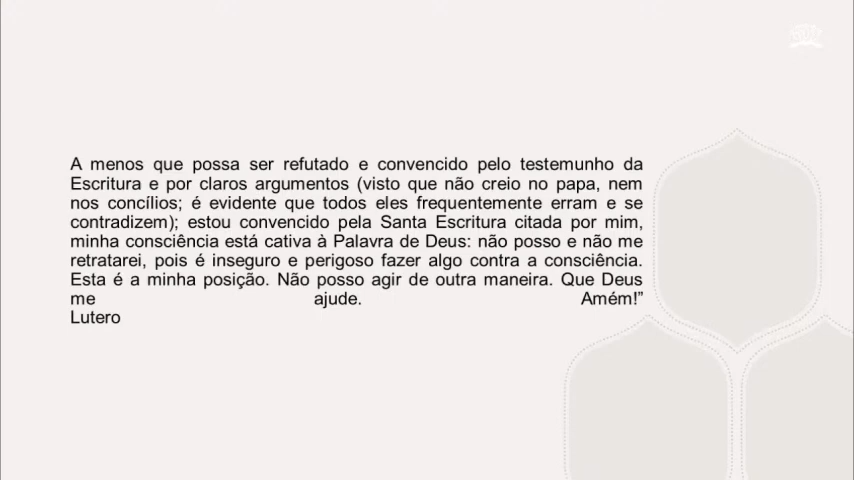 A menos que possa ser refutado e convencido pelo testemunho da
Escritura e por claros argumentos (visto que não creio no papa, nem
nos concílios; é evidente que todos eles frequentemente erram e se
contradizem); estou convencido pela Santa Escritura citada por mim,
minha consciência está cativa à Palavra de Deus: não posso e não me
retratarei, pois é inseguro e perigoso fazer algo contra a consciência.
Esta é a minha posição. Não posso agir de outra maneira. Que Deus
me ajude. Amém!”
Lutero